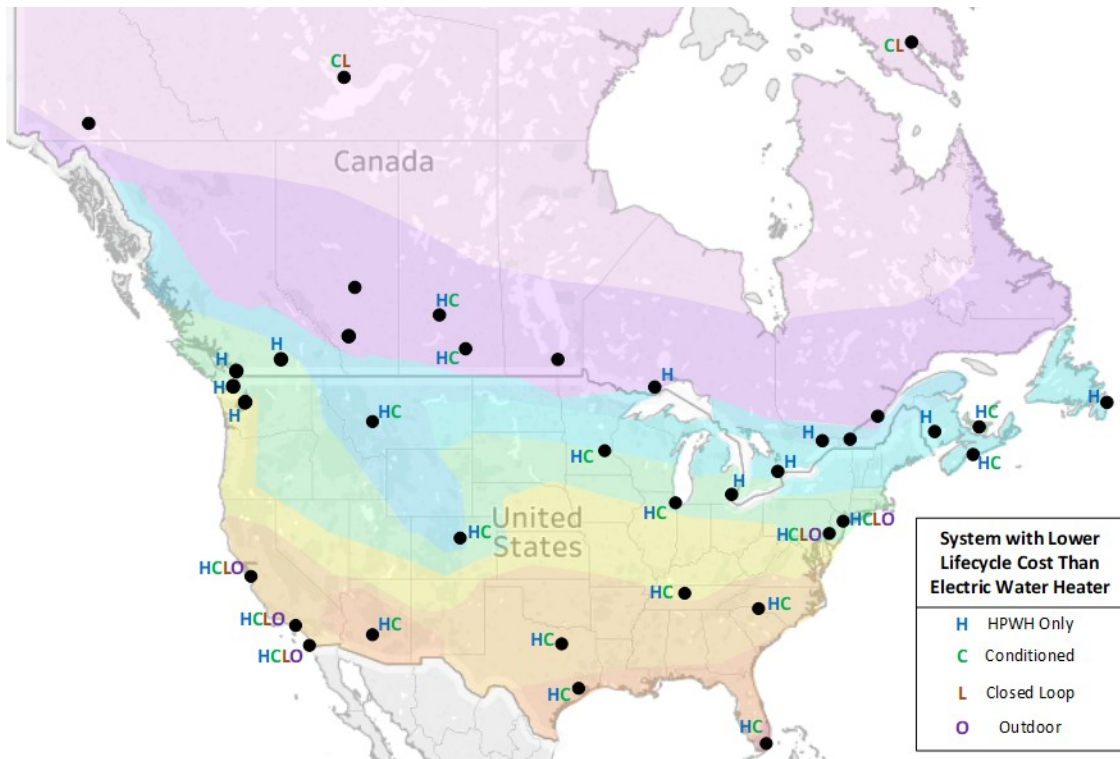 CL
CL
Canada
HC
HC
H
H
H
H
H
HC
H
H
HC
H
HC
HC
H
H
HC
United
States
HCLO
HCLO
HC
HCLO
HC
HC
HCLO
HC
HC
HCLO
HC
HC
System with Lower
Lifecycle Cost Than
Electric Water Heater
H HPWH Only
C Conditioned
L Closed Loop
O Outdoor